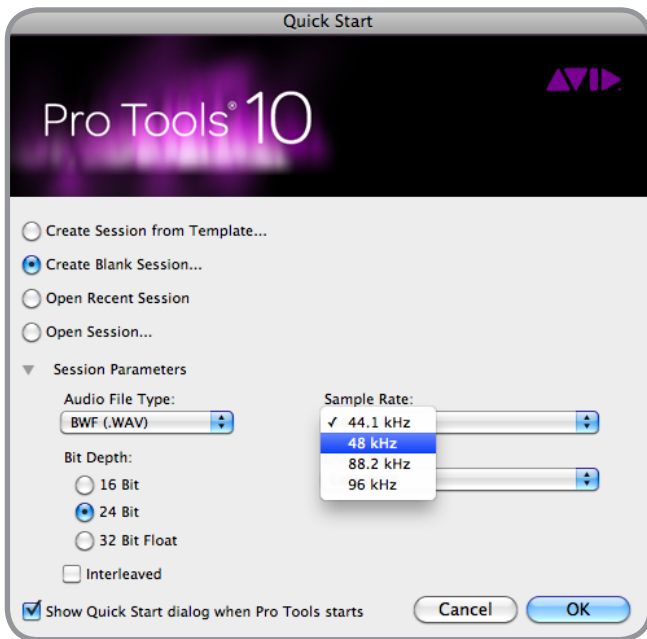 Quick Start
AVID
Pro Tools® 10
Create Session from Template...
Create Blank Session...
Open Recent Session
Open Session...
Session Parameters
Audio File Type:
BWF (.WAV)
Sample Rate:
✓ 44.1 kHz
48 kHz
88.2 kHz
96 kHz
Bit Depth:
16 Bit
24 Bit
32 Bit Float
Interleaved
Show Quick Start dialog when Pro Tools starts
Cancel
OK